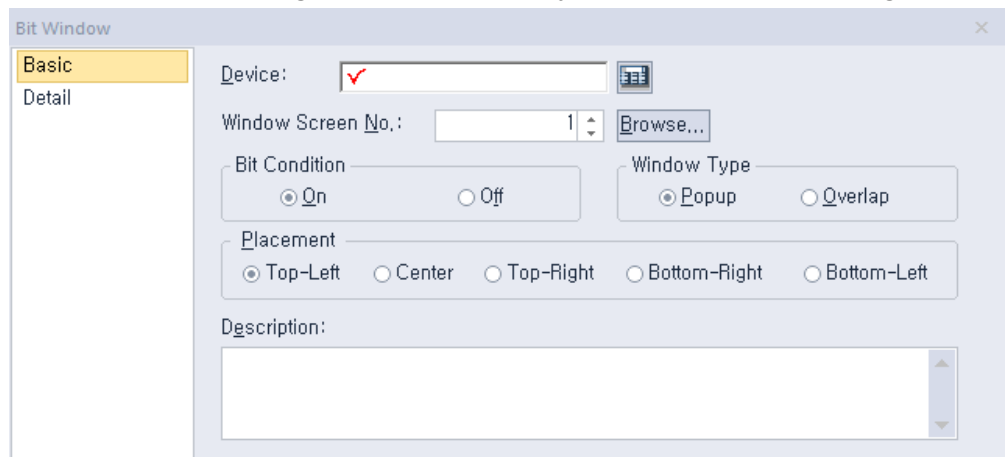 Bit Window
Basic
Detail
Device:
Window Screen No.: 1 Browse...
Bit Condition
On Off
Window Type
Popup Overlap
Placement
Top-Left Center Top-Right Bottom-Right Bottom-Left
Description: